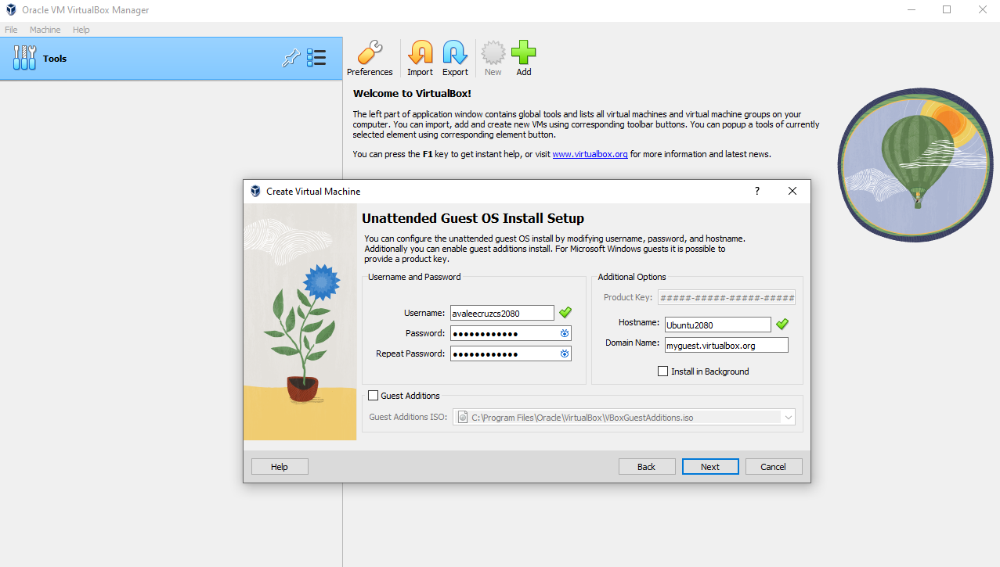 Oracle VM VirtualBox Manager
File Machine Help
Tools
Preferences Import Export New Add
Welcome to VirtualBox!
The left part of application window contains global tools and lists all virtual machines and virtual machine groups on your
computer. You can import, add and create new VMs using corresponding toolbar buttons. You can popup a tools of currently
selected element using corresponding element button.
You can press the F1 key to get instant help, or visit www.virtualbox.org for more information and latest news.
Create Virtual Machine
?
Unattended Guest OS Install Setup
You can configure the unattended guest OS install by modifying username, password, and hostname.
Additionally you can enable guest additions install. For Microsoft Windows guests it is possible to
provide a product key.
Username and Password
Username: avaleecruzcs2080
Password: ●●●●●●●●●●●●
Repeat Password: ●●●●●●●●●●●●
Additional Options
Product Key: #####-#####-#####-#####
Hostname: Ubuntu2080
Domain Name: myguest.virtualbox.org
Install in Background
Guest Additions
Guest Additions ISO: C:\Program Files\Oracle\VirtualBox\VBoxGuestAdditions.iso
Help Back Next Cancel